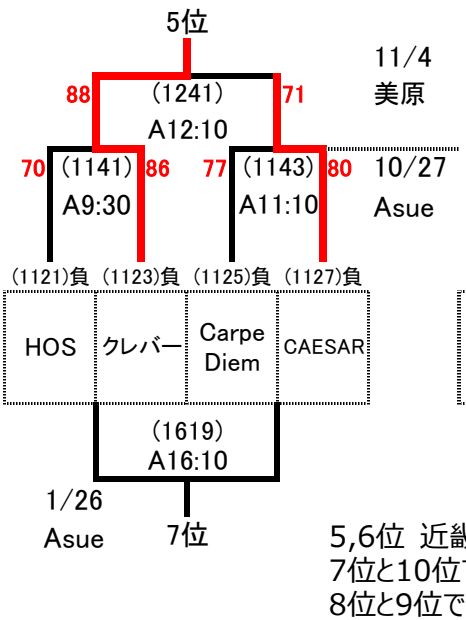 5位
11/4
88 (1241) 71 美原
A12:10
70 (1141) 86 77 (1143) 80 10/27
A9:30 A11:10 Asue
(1121)負 (1123)負 (1125)負 (1127)負
HOS クレバー Carpe Diem CAESAR
(1619)
A16:10
1/26
Asue 7位
5,6位 近畿
7位と10位で
8位と9位で